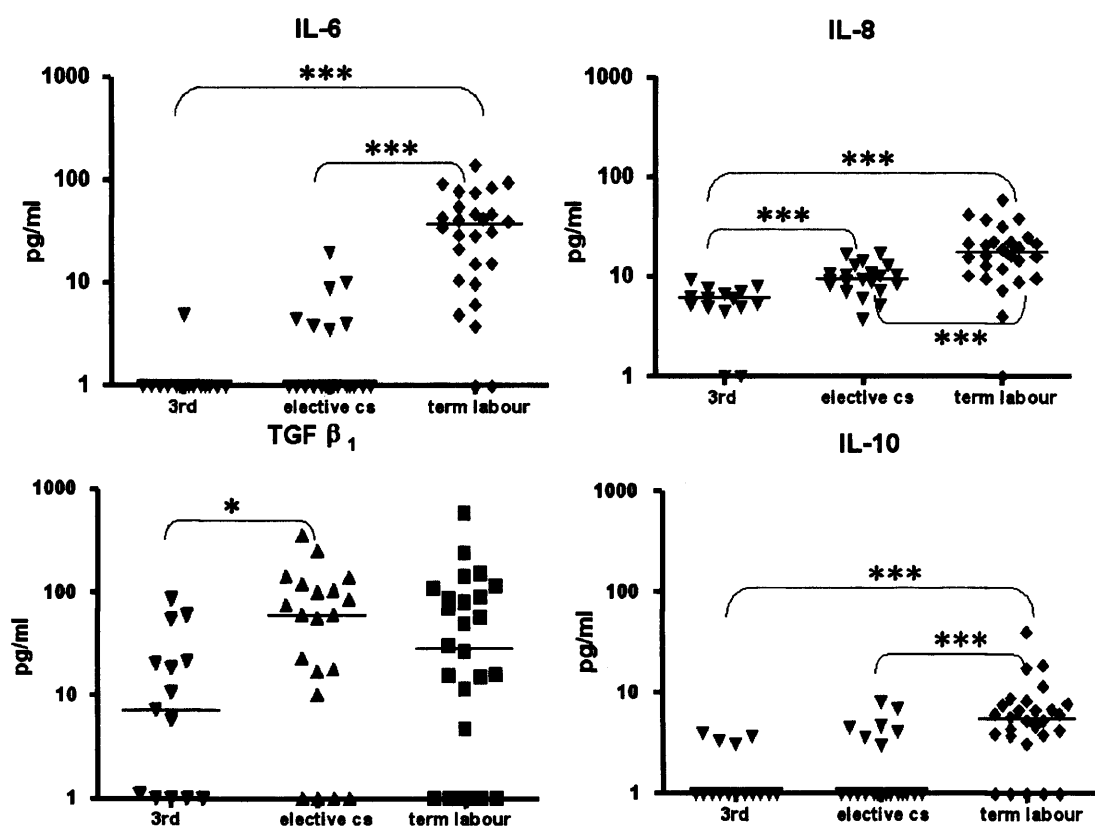 IL-6
1000
100
10
1
pg/ml
***
***
3rd
elective cs
term labour
IL-8
1000
100
10
1
pg/ml
***
***
***
3rd
elective cs
term labour
TGF β 1
1000
100
10
1
pg/ml
*
3rd
elective cs
term labour
IL-10
1000
100
10
1
pg/ml
***
***
3rd
elective cs
term labour